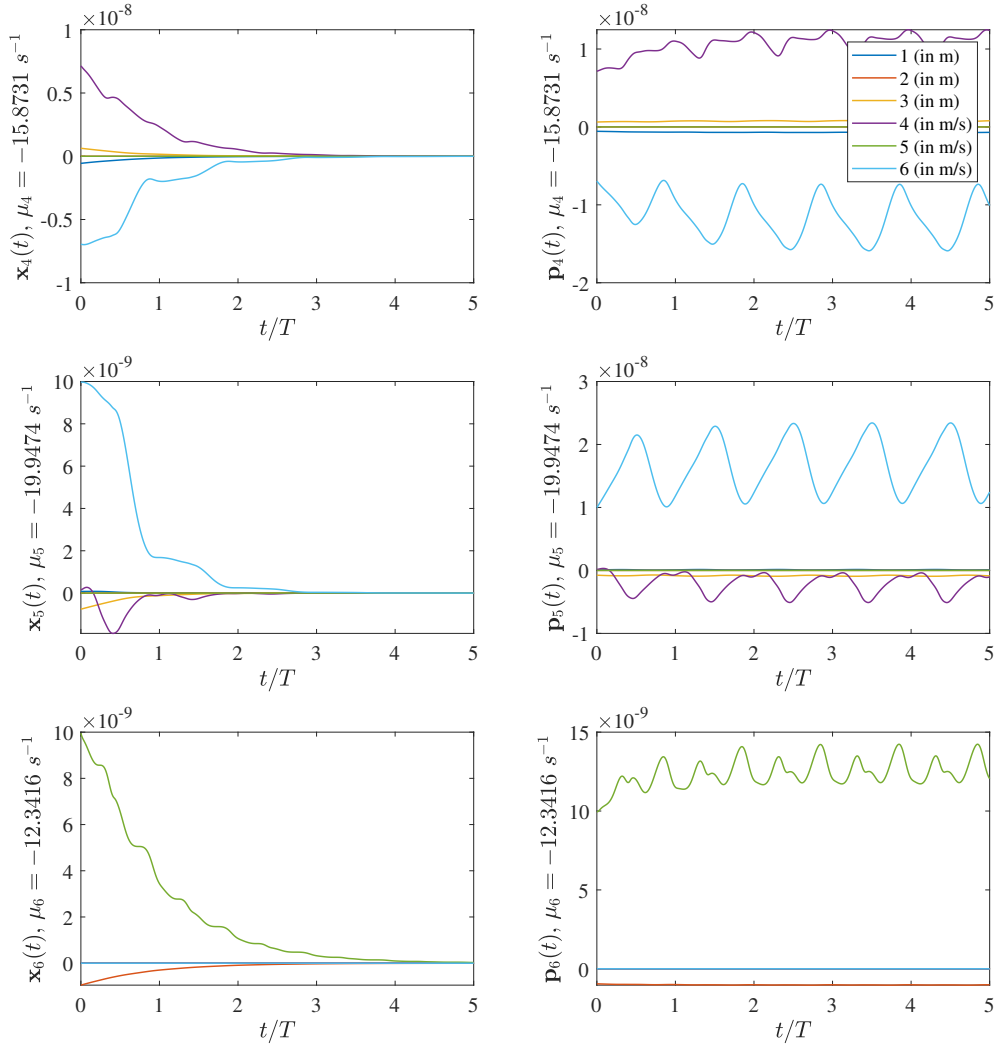 ×10⁻⁸
1
0.5
0
-0.5
-1
x₄(t), μ₄ = −15.8731 s⁻¹
0 1 2 3 4 5
t/T
×10⁻⁸
1
0
-1
-2
p₄(t), μ₄ = −15.8731 s⁻¹
1 (in m)
2 (in m)
3 (in m)
4 (in m/s)
5 (in m/s)
6 (in m/s)
0 1 2 3 4 5
t/T
×10⁻⁹
10
8
6
4
2
0
x₅(t), μ₅ = −19.9474 s⁻¹
0 1 2 3 4 5
t/T
×10⁻⁸
3
2
1
0
-1
p₅(t), μ₅ = −19.9474 s⁻¹
0 1 2 3 4 5
t/T
×10⁻⁹
10
8
6
4
2
0
x₆(t), μ₆ = −12.3416 s⁻¹
0 1 2 3 4 5
t/T
×10⁻⁹
15
10
5
0
p₆(t), μ₆ = −12.3416 s⁻¹
0 1 2 3 4 5
t/T